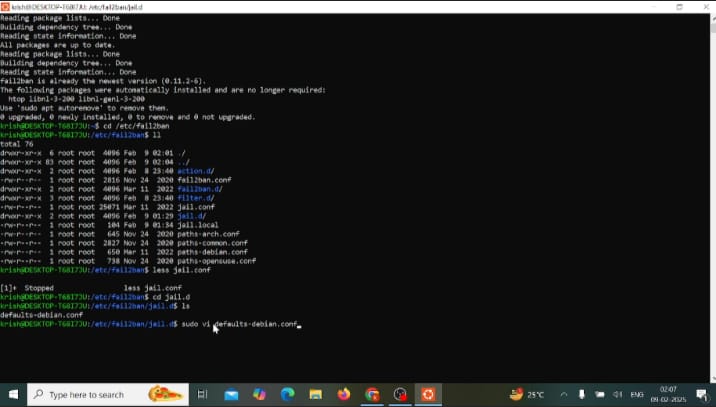 krish@DESKTOP-T68I7JU: /etc/fail2ban/jail.d
Reading package lists... Done
Building dependency tree... Done
Reading state information... Done
All packages are up to date.
Reading package lists... Done
Building dependency tree... Done
Reading state information... Done
fail2ban is already the newest version (0.11.2-6).
The following packages were automatically installed and are no longer required:
  htop libnl-3-200 libnl-genl-3-200
Use 'sudo apt autoremove' to remove them.
0 upgraded, 0 newly installed, 0 to remove and 0 not upgraded.
krish@DESKTOP-T68I7JU:~$ cd /etc/fail2ban
krish@DESKTOP-T68I7JU:/etc/fail2ban$ ll
total 76
drwxr-xr-x  6 root root  4096 Feb  9 02:01 ./
drwxr-xr-x 83 root root  4096 Feb  9 02:04 ../
drwxr-xr-x  2 root root  4096 Feb  8 23:40 action.d/
-rw-r--r--  1 root root  2816 Nov 24  2020 fail2ban.conf
drwxr-xr-x  2 root root  4096 Mar 11  2022 fail2ban.d/
drwxr-xr-x  3 root root  4096 Feb  8 23:40 filter.d/
-rw-r--r--  1 root root 25071 Mar 11  2022 jail.conf
drwxr-xr-x  2 root root  4096 Feb  9 01:29 jail.d/
-rw-r--r--  1 root root   104 Feb  9 01:34 jail.local
-rw-r--r--  1 root root   645 Nov 24  2020 paths-arch.conf
-rw-r--r--  1 root root  2827 Nov 24  2020 paths-common.conf
-rw-r--r--  1 root root   650 Mar 11  2022 paths-debian.conf
-rw-r--r--  1 root root   738 Nov 24  2020 paths-opensuse.conf
krish@DESKTOP-T68I7JU:/etc/fail2ban$ less jail.conf
[1]+  Stopped                 less jail.conf
krish@DESKTOP-T68I7JU:/etc/fail2ban$ cd jail.d
krish@DESKTOP-T68I7JU:/etc/fail2ban/jail.d$ ls
defaults-debian.conf
krish@DESKTOP-T68I7JU:/etc/fail2ban/jail.d$ sudo vi defaults-debian.conf
Type here to search
25°C
ENG
02:07
09-02-2025